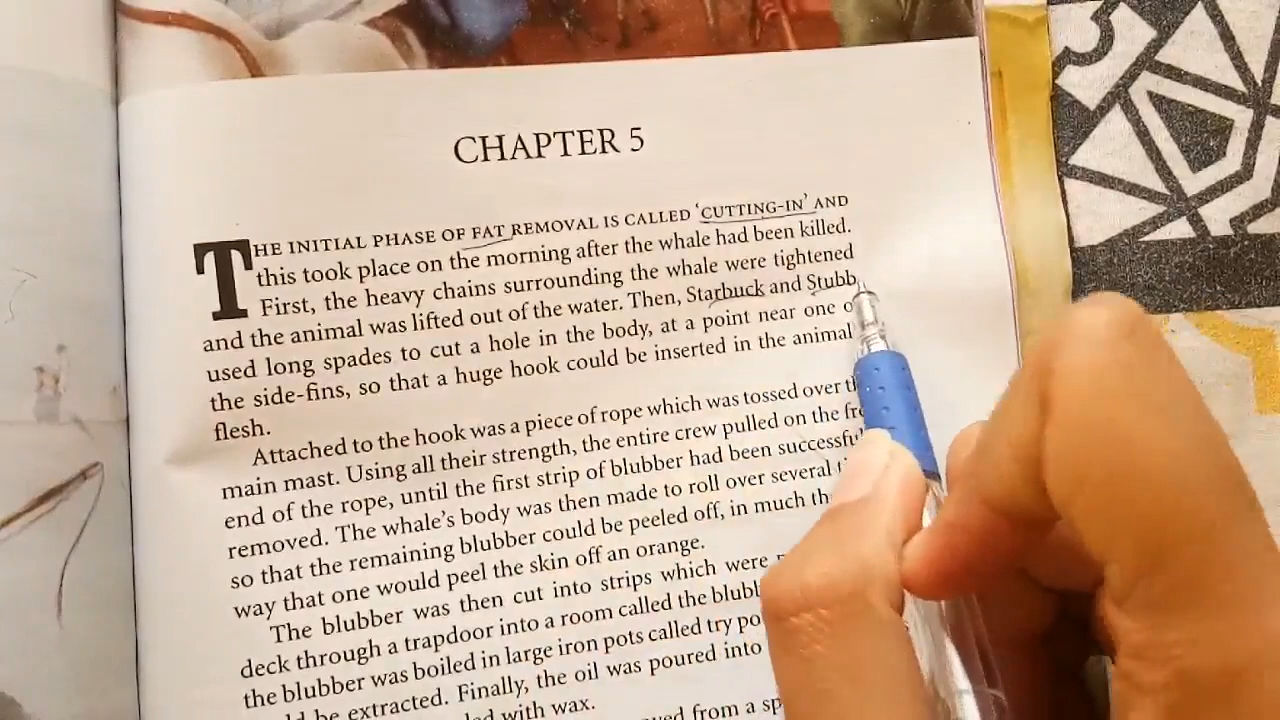 CHAPTER 5
THE INITIAL PHASE OF FAT REMOVAL IS CALLED ‘CUTTING-IN’ AND
this took place on the morning after the whale had been killed.
First, the heavy chains surrounding the whale were tightened
and the animal was lifted out of the water. Then, Starbuck and Stubb
used long spades to cut a hole in the body, at a point near one
the side-fins, so that a huge hook could be inserted in the animal
flesh.
Attached to the hook was a piece of rope which was tossed over
main mast. Using all their strength, the entire crew pulled on the
end of the rope, until the first strip of blubber had been
removed. The whale’s body was then made to roll over several
so that the remaining blubber could be peeled off, in much
way that one would peel the skin off an orange.
The blubber was then cut into strips which were
deck through a trapdoor into a room called the
the blubber was boiled in large iron pots called try
be extracted. Finally, the oil was poured into
with wax.
from a